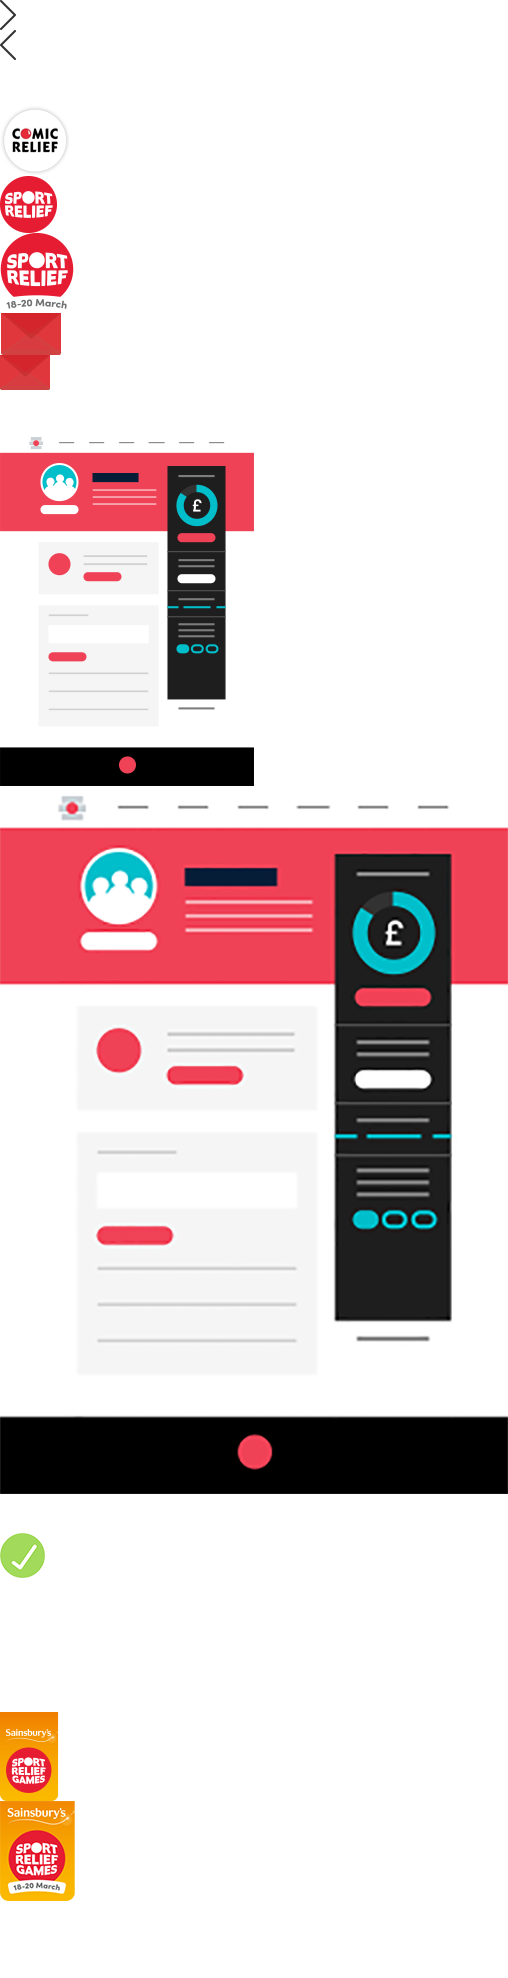 COMIC
RELIEF
SPORT
RELIEF
SPORT
RELIEF
18-20 March
£
£
Sainsbury's
SPORT
RELIEF
GAMES
Sainsbury's
SPORT
RELIEF
GAMES
18-20 March